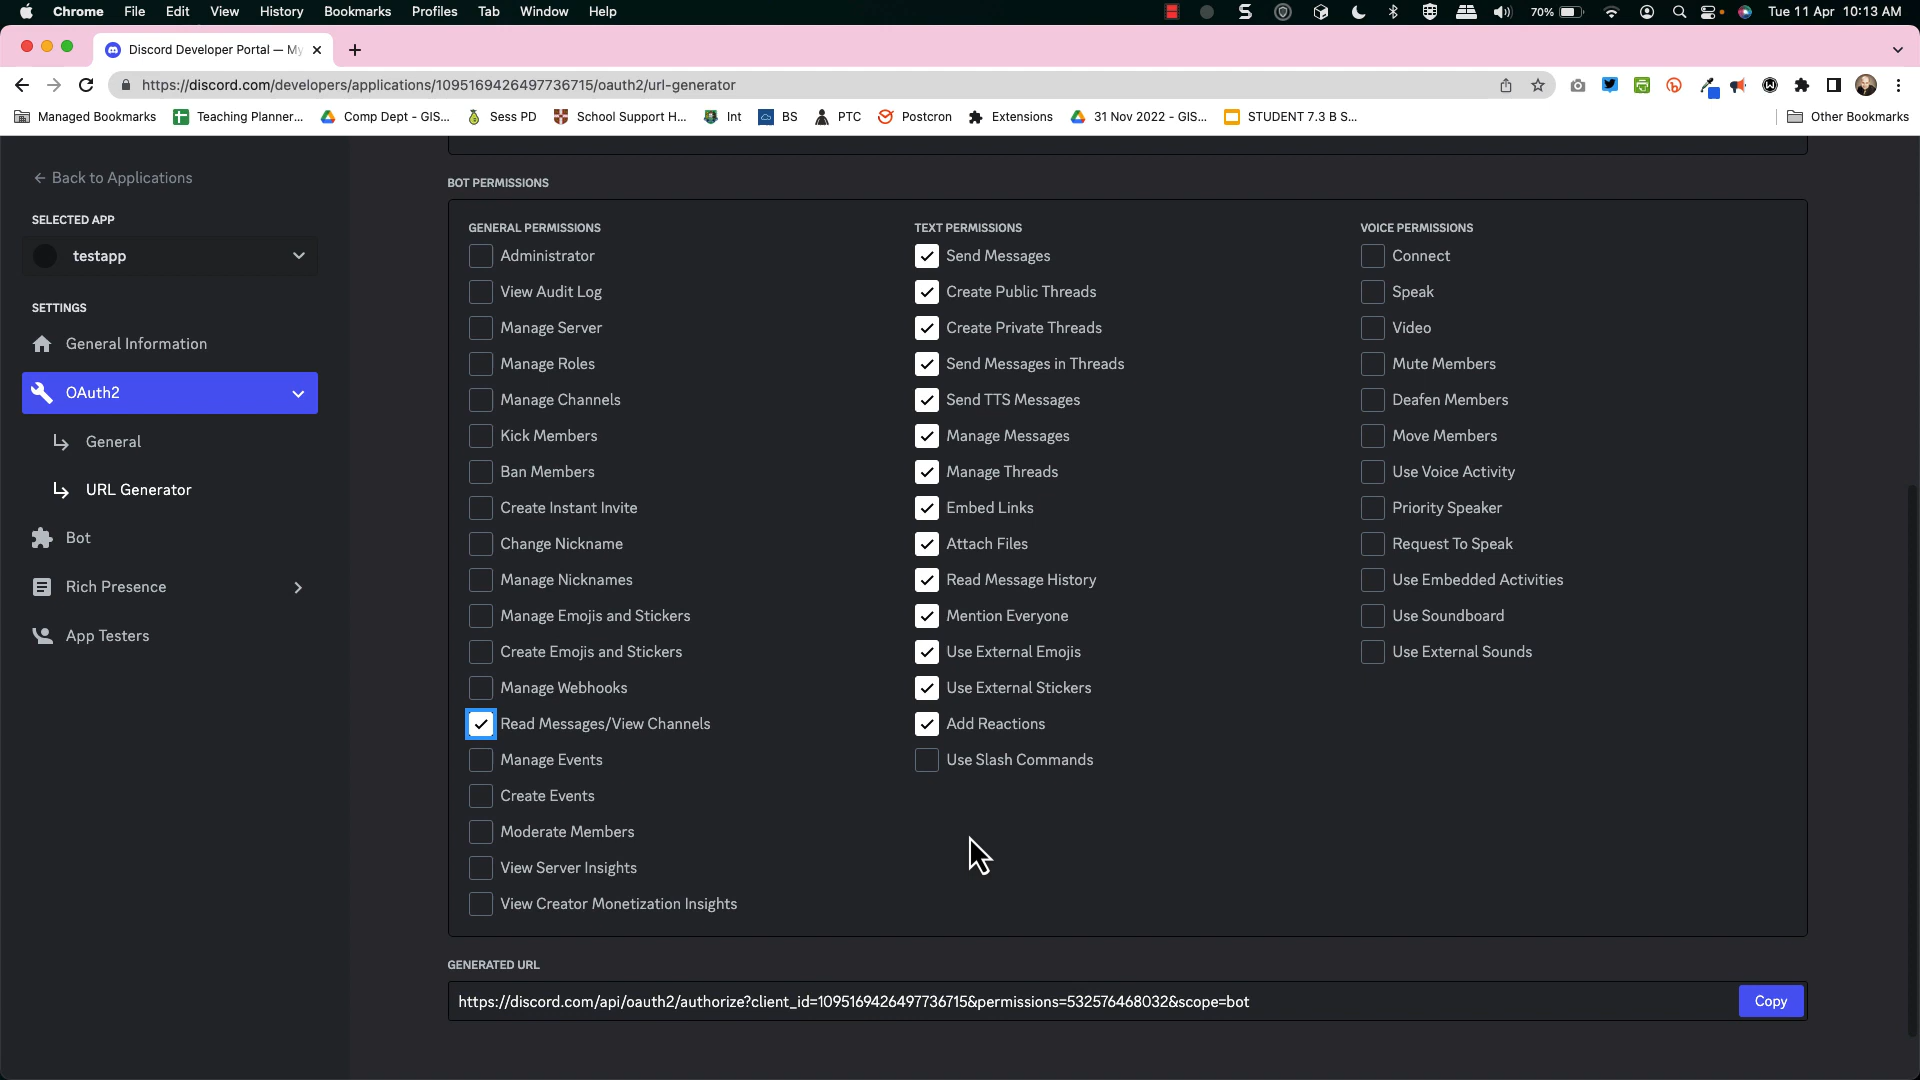 Chrome File Edit View History Bookmarks Profiles Tab Window Help 70% Tue 11 Apr 10:13 AM
Discord Developer Portal — My
https://discord.com/developers/applications/1095169426497736715/oauth2/url-generator
Managed Bookmarks Teaching Planner... Comp Dept - GIS... Sess PD School Support H... Int BS PTC Postcron Extensions 31 Nov 2022 - GIS... STUDENT 7.3 B S... Other Bookmarks
← Back to Applications
SELECTED APP
testapp
SETTINGS
General Information
OAuth2
General
URL Generator
Bot
Rich Presence
App Testers
BOT PERMISSIONS
GENERAL PERMISSIONS
Administrator
View Audit Log
Manage Server
Manage Roles
Manage Channels
Kick Members
Ban Members
Create Instant Invite
Change Nickname
Manage Nicknames
Manage Emojis and Stickers
Create Emojis and Stickers
Manage Webhooks
Read Messages/View Channels
Manage Events
Create Events
Moderate Members
View Server Insights
View Creator Monetization Insights
TEXT PERMISSIONS
Send Messages
Create Public Threads
Create Private Threads
Send Messages in Threads
Send TTS Messages
Manage Messages
Manage Threads
Embed Links
Attach Files
Read Message History
Mention Everyone
Use External Emojis
Use External Stickers
Add Reactions
Use Slash Commands
VOICE PERMISSIONS
Connect
Speak
Video
Mute Members
Deafen Members
Move Members
Use Voice Activity
Priority Speaker
Request To Speak
Use Embedded Activities
Use Soundboard
Use External Sounds
GENERATED URL
https://discord.com/api/oauth2/authorize?client_id=1095169426497736715&permissions=532576468032&scope=bot
Copy